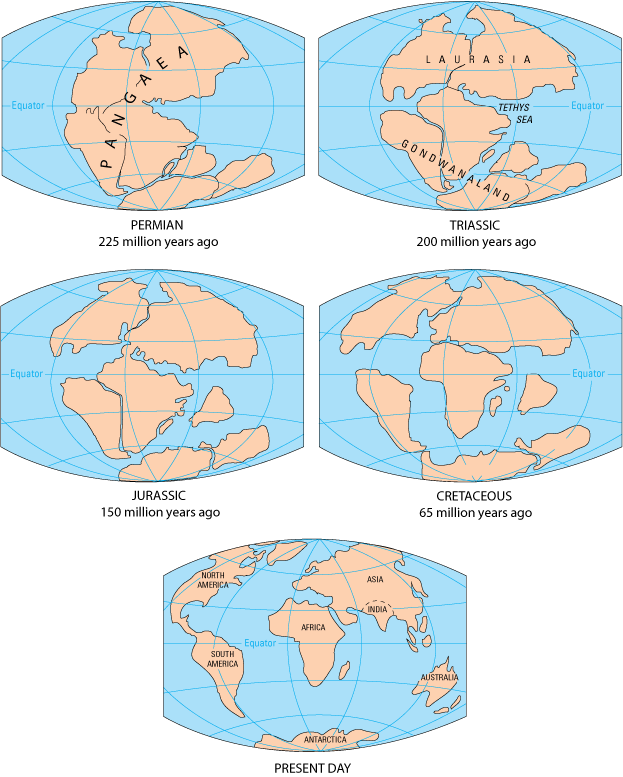 Equator
PANGAEA
PERMIAN
225 million years ago
LAURASIA
TETHYS
SEA
Equator
GONDWANALAND
TRIASSIC
200 million years ago
Equator
JURASSIC
150 million years ago
Equator
CRETACEOUS
65 million years ago
NORTH
AMERICA
ASIA
INDIA
AFRICA
Equator
SOUTH
AMERICA
AUSTRALIA
ANTARCTICA
PRESENT DAY